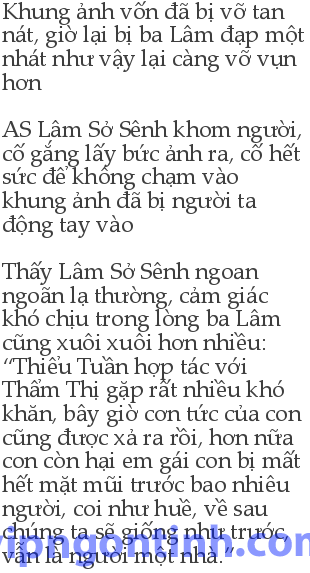 Khung ảnh vốn đã bị vỡ tan
nát, giờ lại bị ba Lâm đạp một
nhát như vậy lại càng vỡ vụn
hơn
AS Lâm Sở Sênh khom người,
cố gắng lấy bức ảnh ra, cố hết
sức để không chạm vào
khung ảnh đã bị người ta
động tay vào
Thấy Lâm Sở Sênh ngoan
ngoãn lạ thường, cảm giác
khó chịu trong lòng ba Lâm
cũng xuôi xuôi hơn nhiều:
“Thiểu Tuần hợp tác với
Thẩm Thị gặp rất nhiều khó
khăn, bây giờ cơn tức của con
cũng được xả ra rồi, hơn nữa
con còn hại em gái con bị mất
hết mặt mũi trước bao nhiêu
người, coi như huề, về sau
chúng ta sẽ giống như trước,
vẫn là người một nhà.”
vipngontinh.com